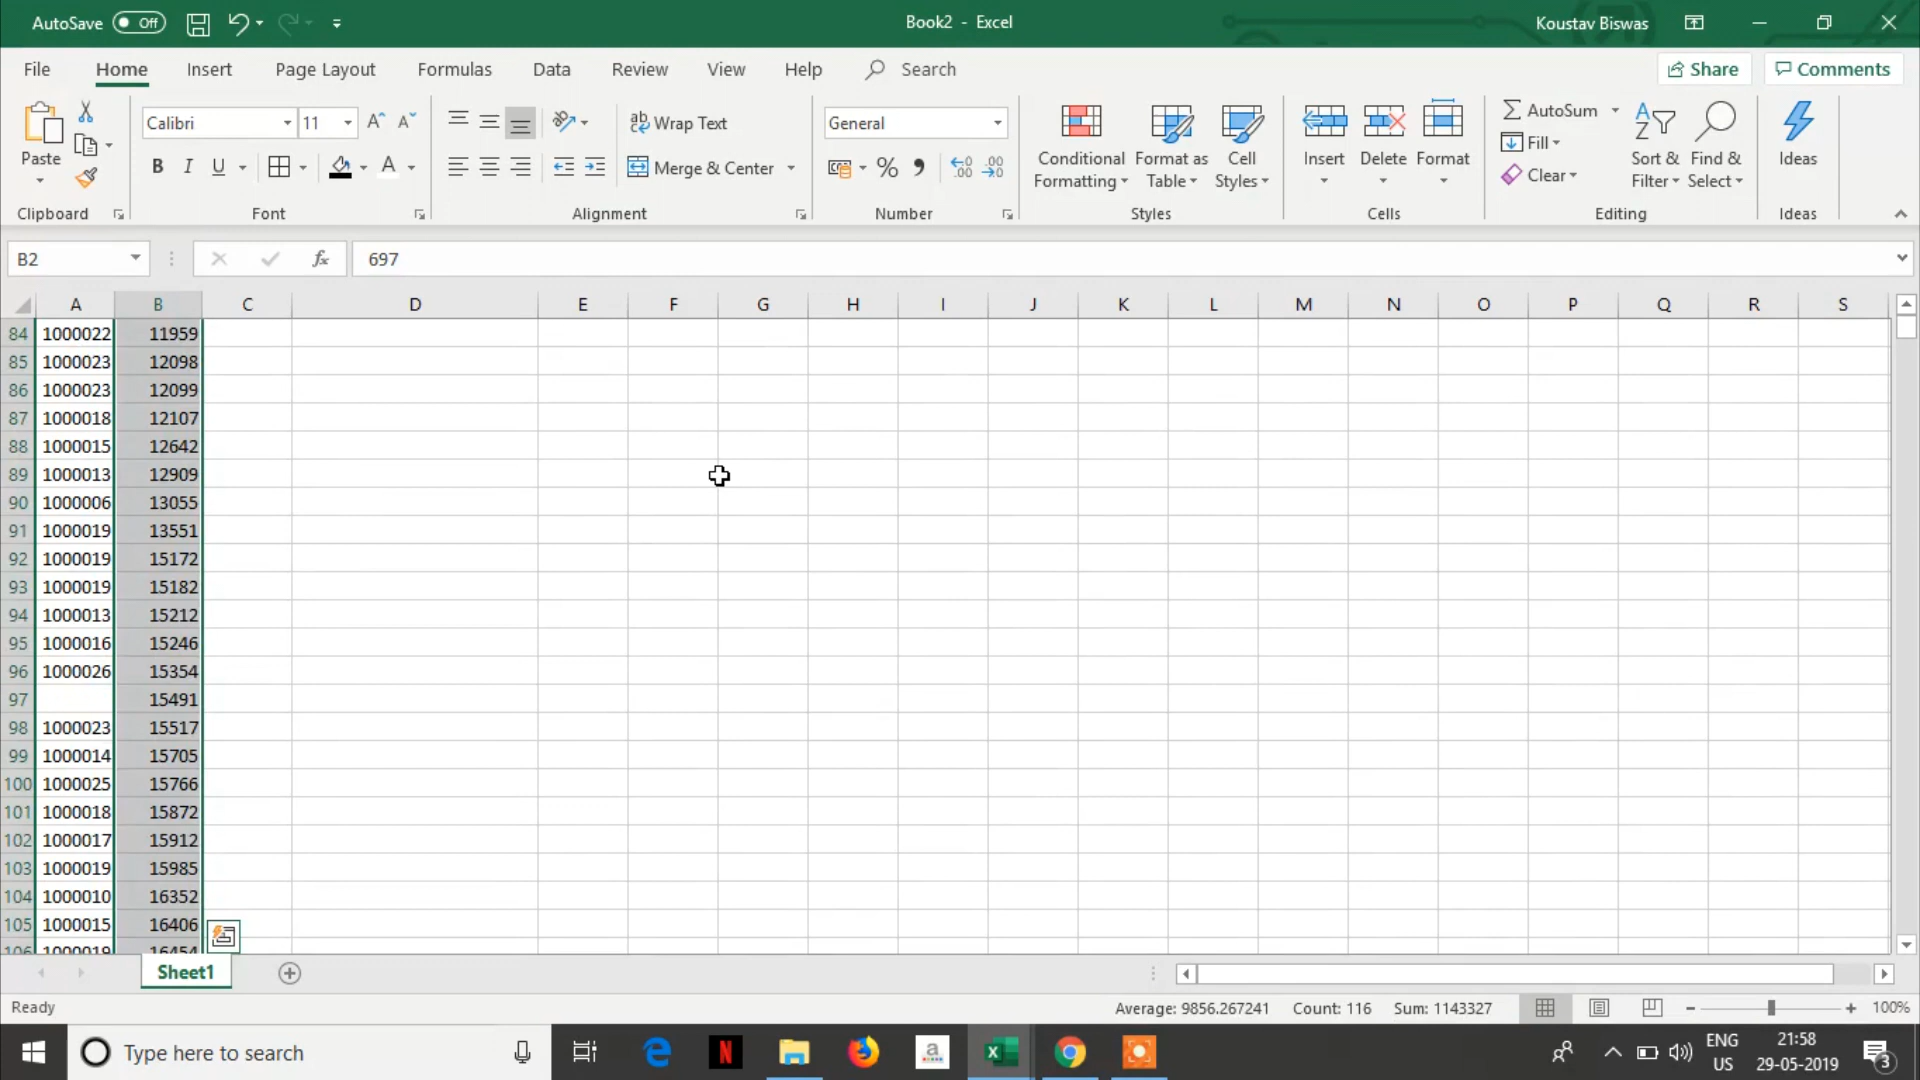 AutoSave Off
Book2 - Excel
Koustav Biswas
File Home Insert Page Layout Formulas Data Review View Help Search
Share Comments
Paste
Clipboard
Calibri 11
B I U A
Font
ab Wrap Text
Merge & Center
Alignment
General
% , .00
Number
Conditional Formatting
Format as Table
Cell Styles
Styles
Insert Delete Format
Cells
AutoSum
Fill
Clear
Sort & Filter
Find & Select
Editing
Ideas
Ideas
B2 fx 697
A B C D E F G H I J K L M N O P Q R S
84 1000022 11959
85 1000023 12098
86 1000023 12099
87 1000018 12107
88 1000015 12642
89 1000013 12909
90 1000006 13055
91 1000019 13551
92 1000019 15172
93 1000019 15182
94 1000013 15212
95 1000016 15246
96 1000026 15354
97 15491
98 1000023 15517
99 1000014 15705
100 1000025 15766
101 1000018 15872
102 1000017 15912
103 1000019 15985
104 1000010 16352
105 1000015 16406
106 1000019 16454
Sheet1
Ready
Average: 9856.267241 Count: 116 Sum: 1143327
100%
Type here to search
ENG
US
21:58
29-05-2019
3